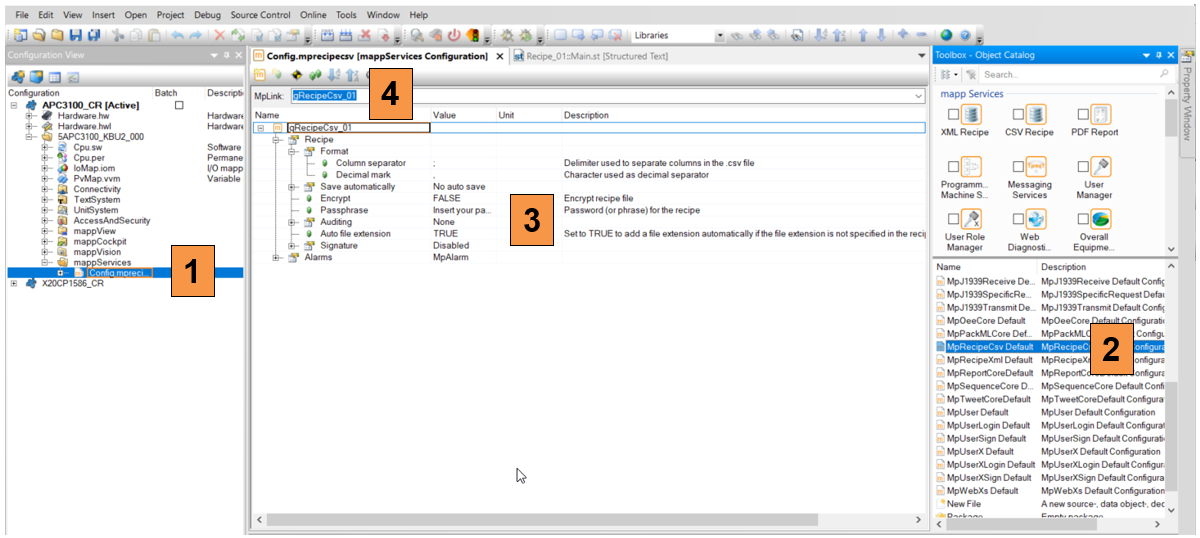 File Edit View Insert Open Project Debug Source Control Online Tools Window Help
Libraries
Configuration View
Configuration Batch Descripti
APC3100_CR [Active]
Hardware.hw Hardware
Hardware.hwl Hardware
5APC3100_KBU2_000
Cpu.sw Software
Cpu.per Permane
IoMap.iom I/O mapp
PvMap.vvm Variable
Connectivity
TextSystem
UnitSystem
AccessAndSecurity
mappView
mappCockpit
mappVision
mappServices
Config.mpreci...
X20CP1586_CR
1
Config.mprecipecsv [mappServices Configuration]
Recipe_01::Main.st [Structured Text]
MpLink: gRecipeCsv_01
4
Name Value Unit Description
gRecipeCsv_01
Recipe
Format
Column separator ; Delimiter used to separate columns in the .csv file
Decimal mark . Character used as decimal separator
Save automatically No auto save
Encrypt FALSE Encrypt recipe file
Passphrase Insert your pa... Password (or phrase) for the recipe
Auditing None
Auto file extension TRUE Set to TRUE to add a file extension automatically if the file extension is not specified in the reci
Signature Disabled
Alarms MpAlarm
3
Toolbox - Object Catalog
Search...
mapp Services
XML Recipe CSV Recipe PDF Report
Programm... Machine S...
Messaging Services
User Manager
User Role Manager
Web Diagnosti...
Overall Equipme...
Property Window
Name Description
MpJ1939Receive De... MpJ1939Receive Default Config
MpJ1939SpecificRe... MpJ1939SpecificRequest Defau
MpJ1939Transmit De... MpJ1939Transmit Default Config
MpOeeCore Default MpOeeCore Default Configuratio
MpPackMLCore Def... MpPackMLC Configu
MpRecipeCsv Default MpRecipeC onfigura
MpRecipeXml Default MpRecipeX onfigura
MpReportCoreDefault MpReportCo onfigura
MpSequenceCore D... MpSequenceCore Default Confi
MpTweetCoreDefault MpTweetCoreDefault Configura
MpUser Default MpUser Default Configuration
MpUserLogin Default MpUserLogin Default Configurat
MpUserSign Default MpUserSign Default Configurati
MpUserX Default MpUserX Default Configuration
MpUserXLogin Default MpUserXLogin Default Configur
MpUserXSign Default MpUserXSign Default Configura
MpWebXs Default MpWebXs Default Configuration
New File A new source-, data object-, dec
Package Empty package
2